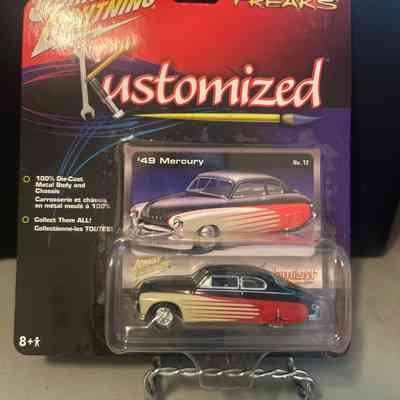 LIGHTNING
FREAKS
Kustomized
'49 Mercury
No. 12
100% Die-Cast
Metal Body and
Chassis
Carrosserie et châssis
en métal moulé à 100%
Collect Them ALL!
Collectionne-les TOUTES!
8+